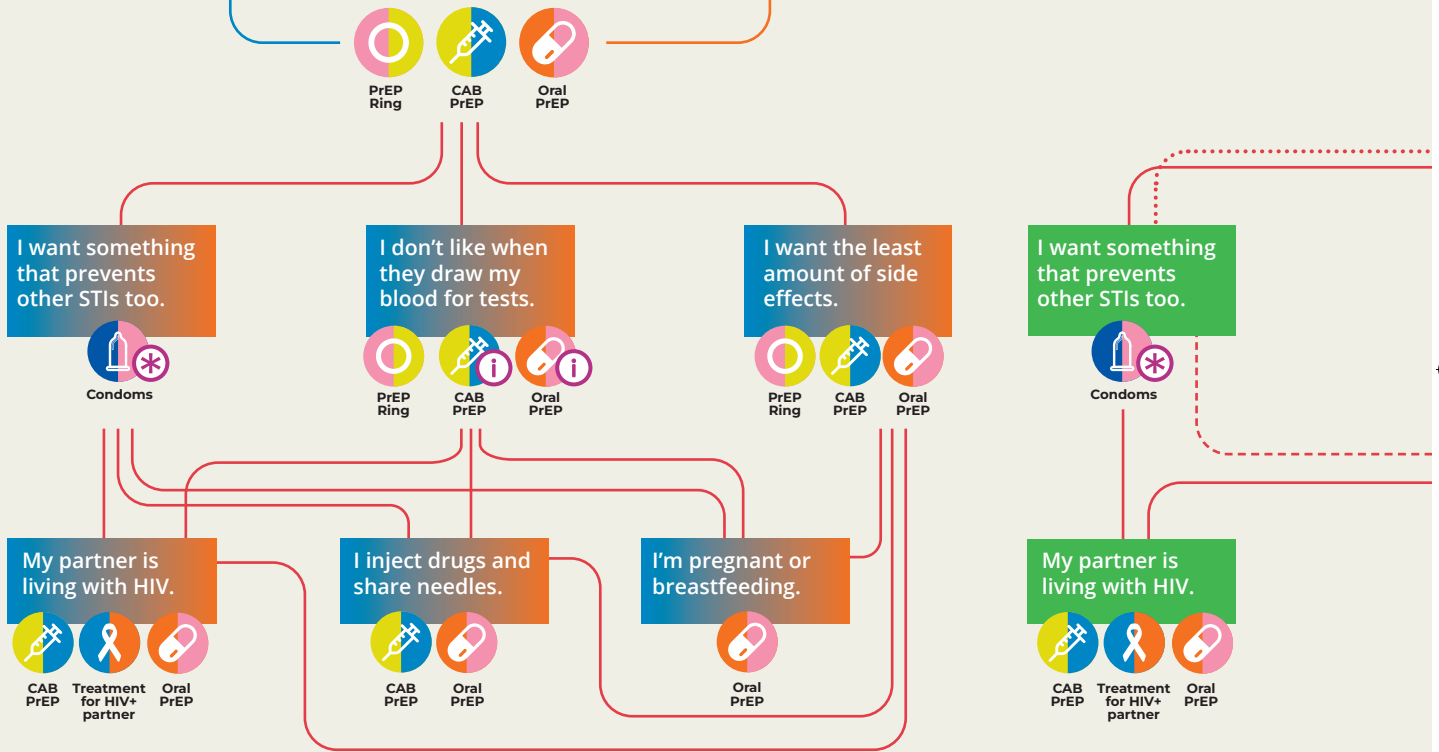 PrEP
Ring
CAB
PrEP
Oral
PrEP
I want something
that prevents
other STIs too.
Condoms
I don't like when
they draw my
blood for tests.
PrEP
Ring
i
CAB
PrEP
i
Oral
PrEP
I want the least
amount of side
effects.
PrEP
Ring
CAB
PrEP
Oral
PrEP
I want something
that prevents
other STIs too.
Condoms
My partner is
living with HIV.
CAB
PrEP
Treatment
for HIV+
partner
Oral
PrEP
I inject drugs and
share needles.
CAB
PrEP
Oral
PrEP
I'm pregnant or
breastfeeding.
Oral
PrEP
My partner is
living with HIV.
CAB
PrEP
Treatment
for HIV+
partner
Oral
PrEP